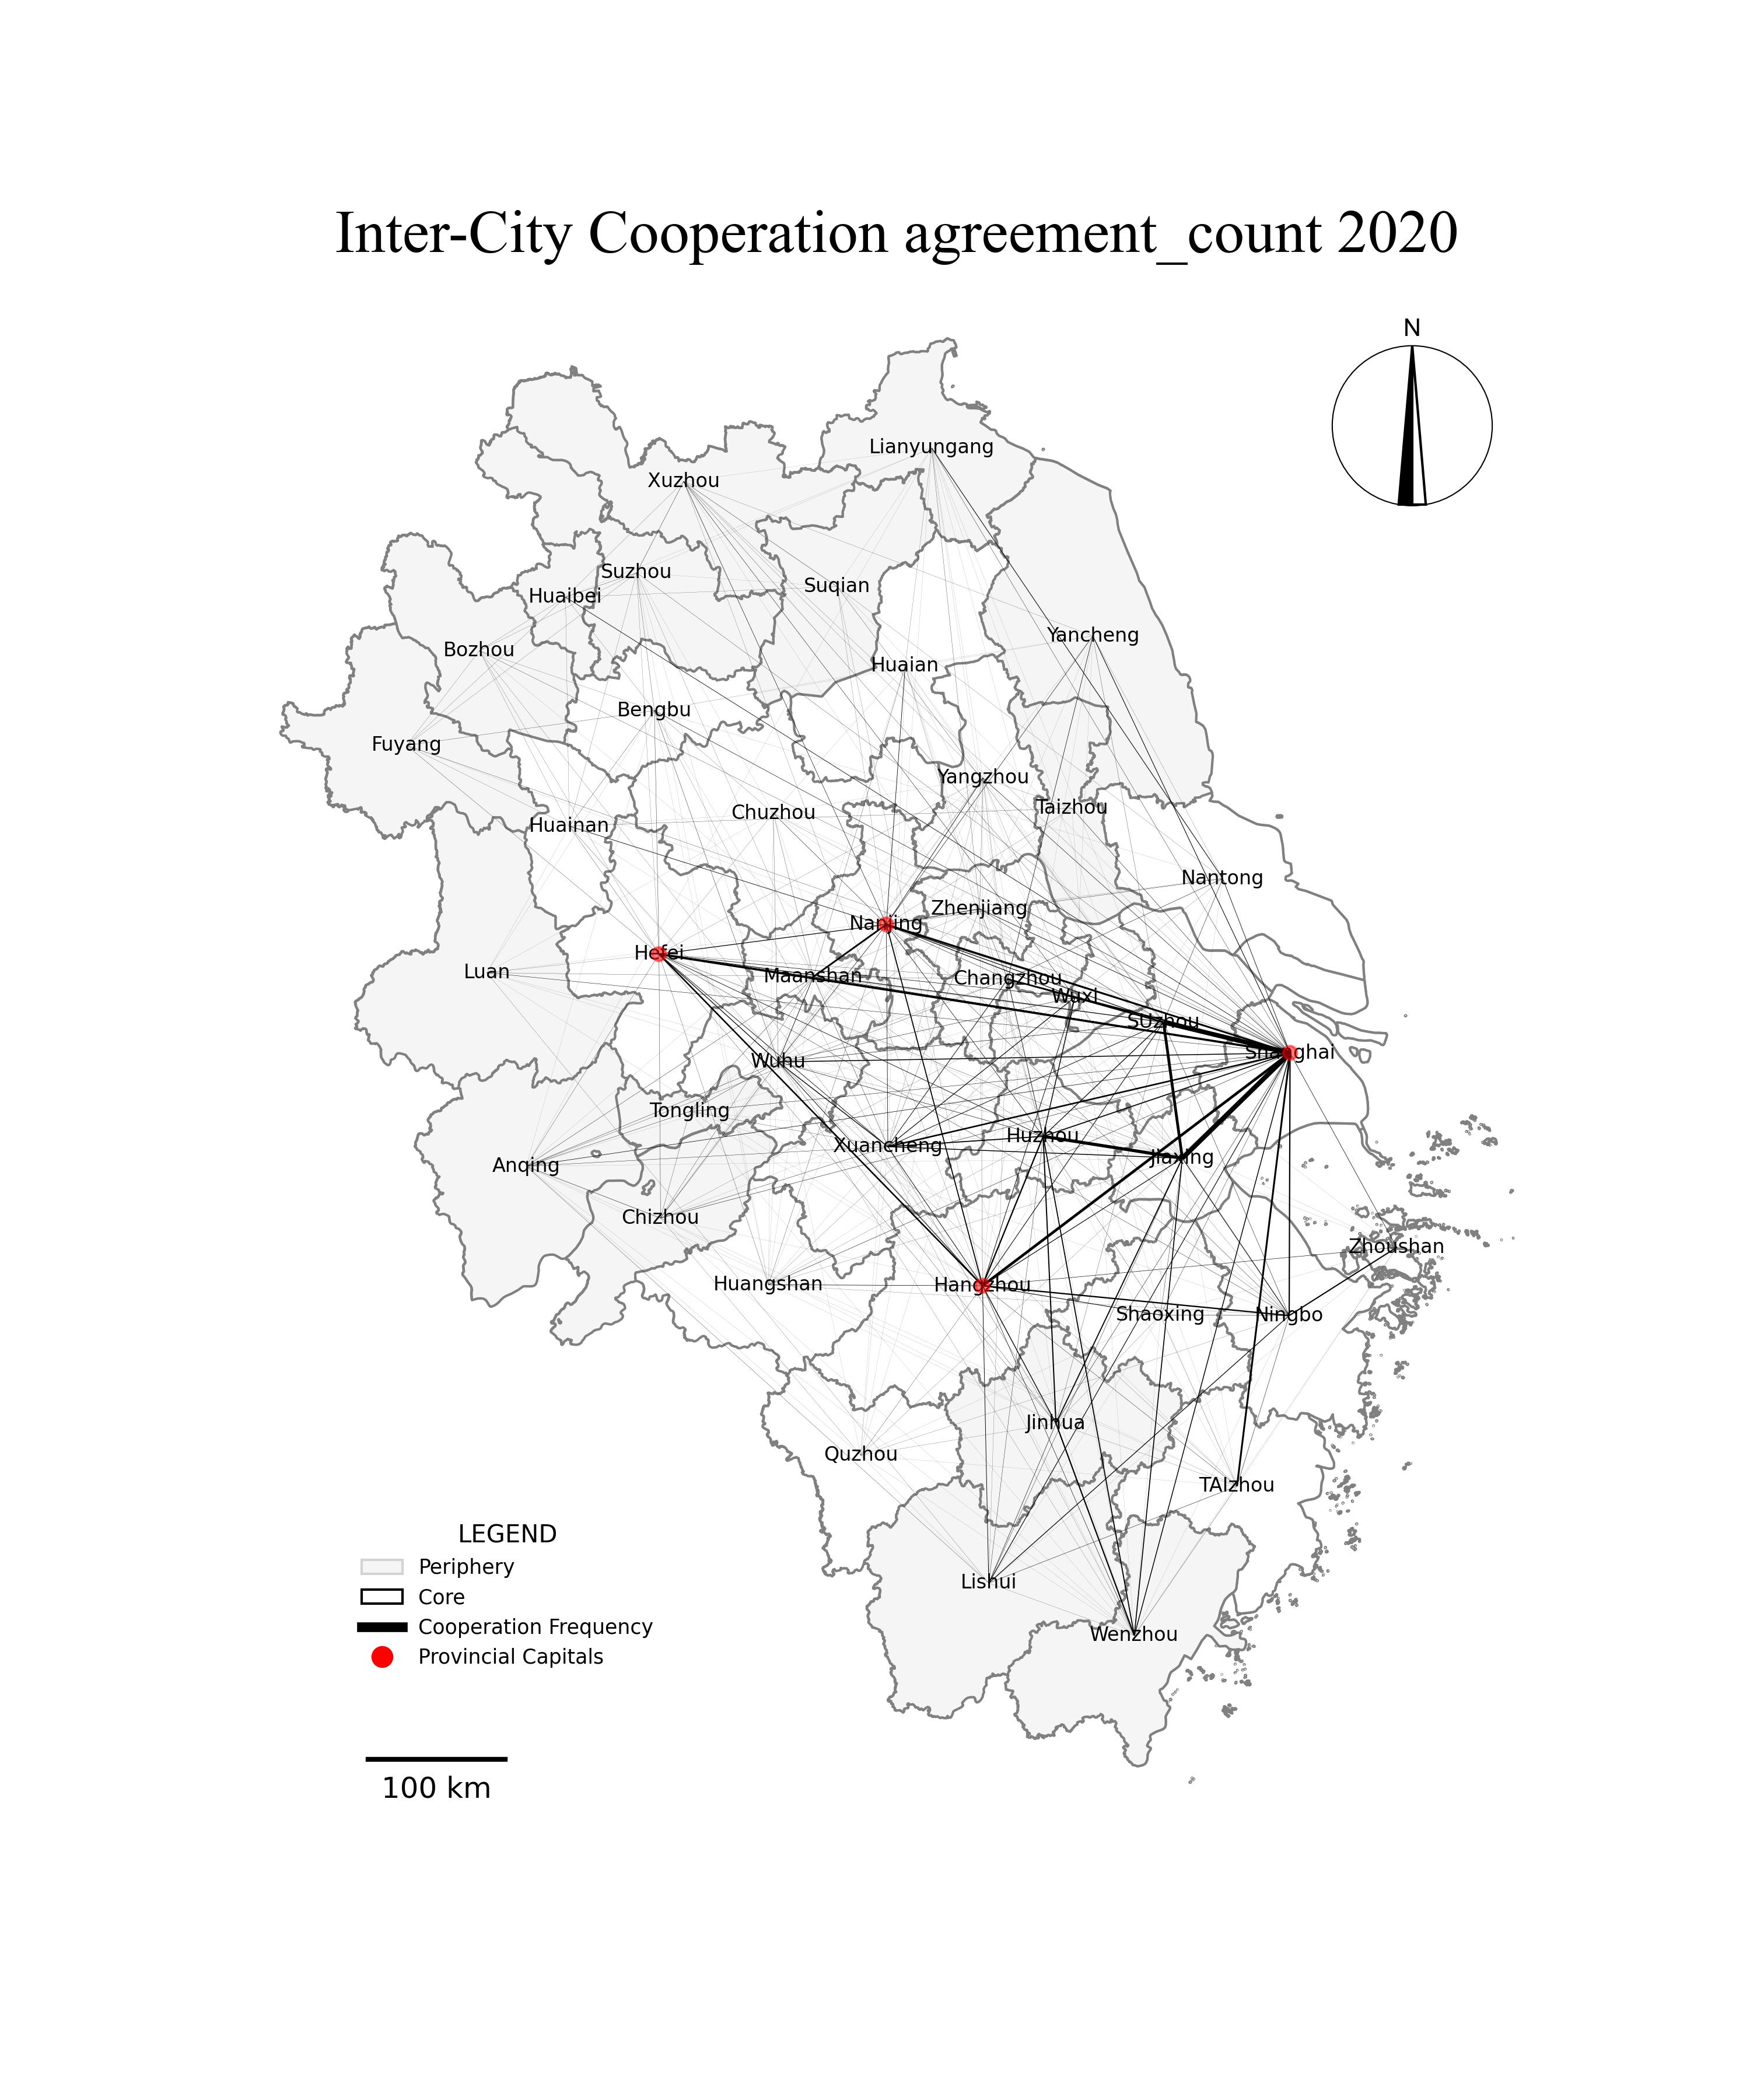 Inter-City Cooperation agreement_count 2020
N
Lianyungang
Xuzhou
Suzhou
Suqian
Huaibei
Yancheng
Bozhou
Huaian
Bengbu
Fuyang
Yangzhou
Taizhou
Chuzhou
Huainan
Nantong
Zhenjiang
Nanjing
Hefei
Luan
Maanshan
Changzhou
Wuxi
SUzhou
Shanghai
Wuhu
Tongling
Huzhou
Xuancheng
Jiaxing
Anqing
Chizhou
Zhoushan
Huangshan
Hangzhou
Shaoxing
Ningbo
Jinhua
Quzhou
TAIzhou
LEGEND
Periphery
Lishui
Core
Cooperation Frequency
Wenzhou
Provincial Capitals
100 km